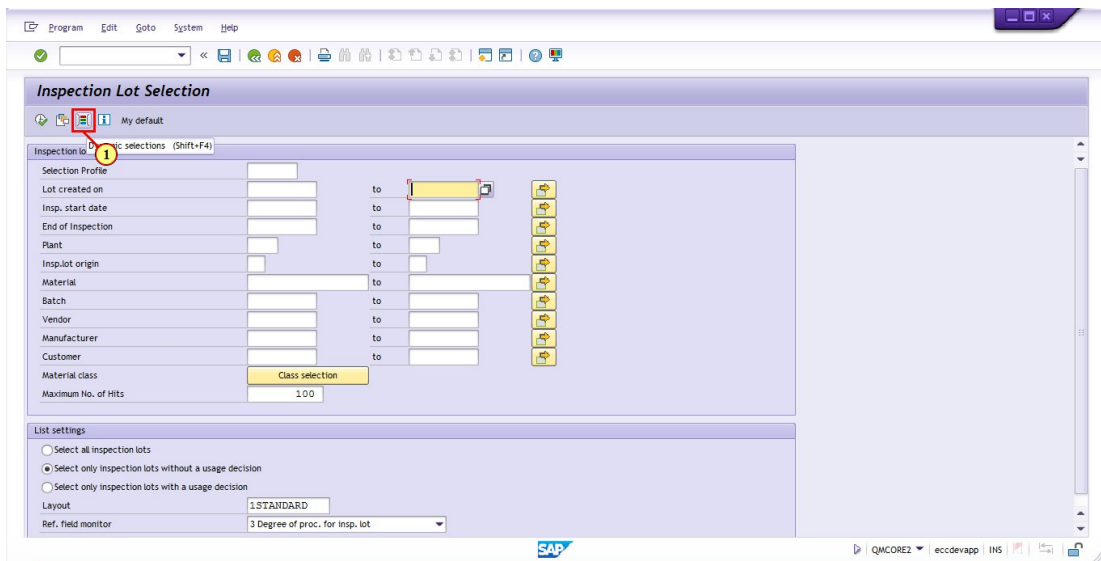 Program Edit Goto System Help
Inspection Lot Selection
My default
Dynamic selections (Shift+F4)
1
Inspection lo
Selection Profile
Lot created on to
Insp. start date to
End of Inspection to
Plant to
Insp.lot origin to
Material to
Batch to
Vendor to
Manufacturer to
Customer to
Material class Class selection
Maximum No. of Hits 100
List settings
Select all inspection lots
Select only inspection lots without a usage decision
Select only inspection lots with a usage decision
Layout 1STANDARD
Ref. field monitor 3 Degree of proc. for insp. lot
SAP QMCORE2 eccdevapp INS